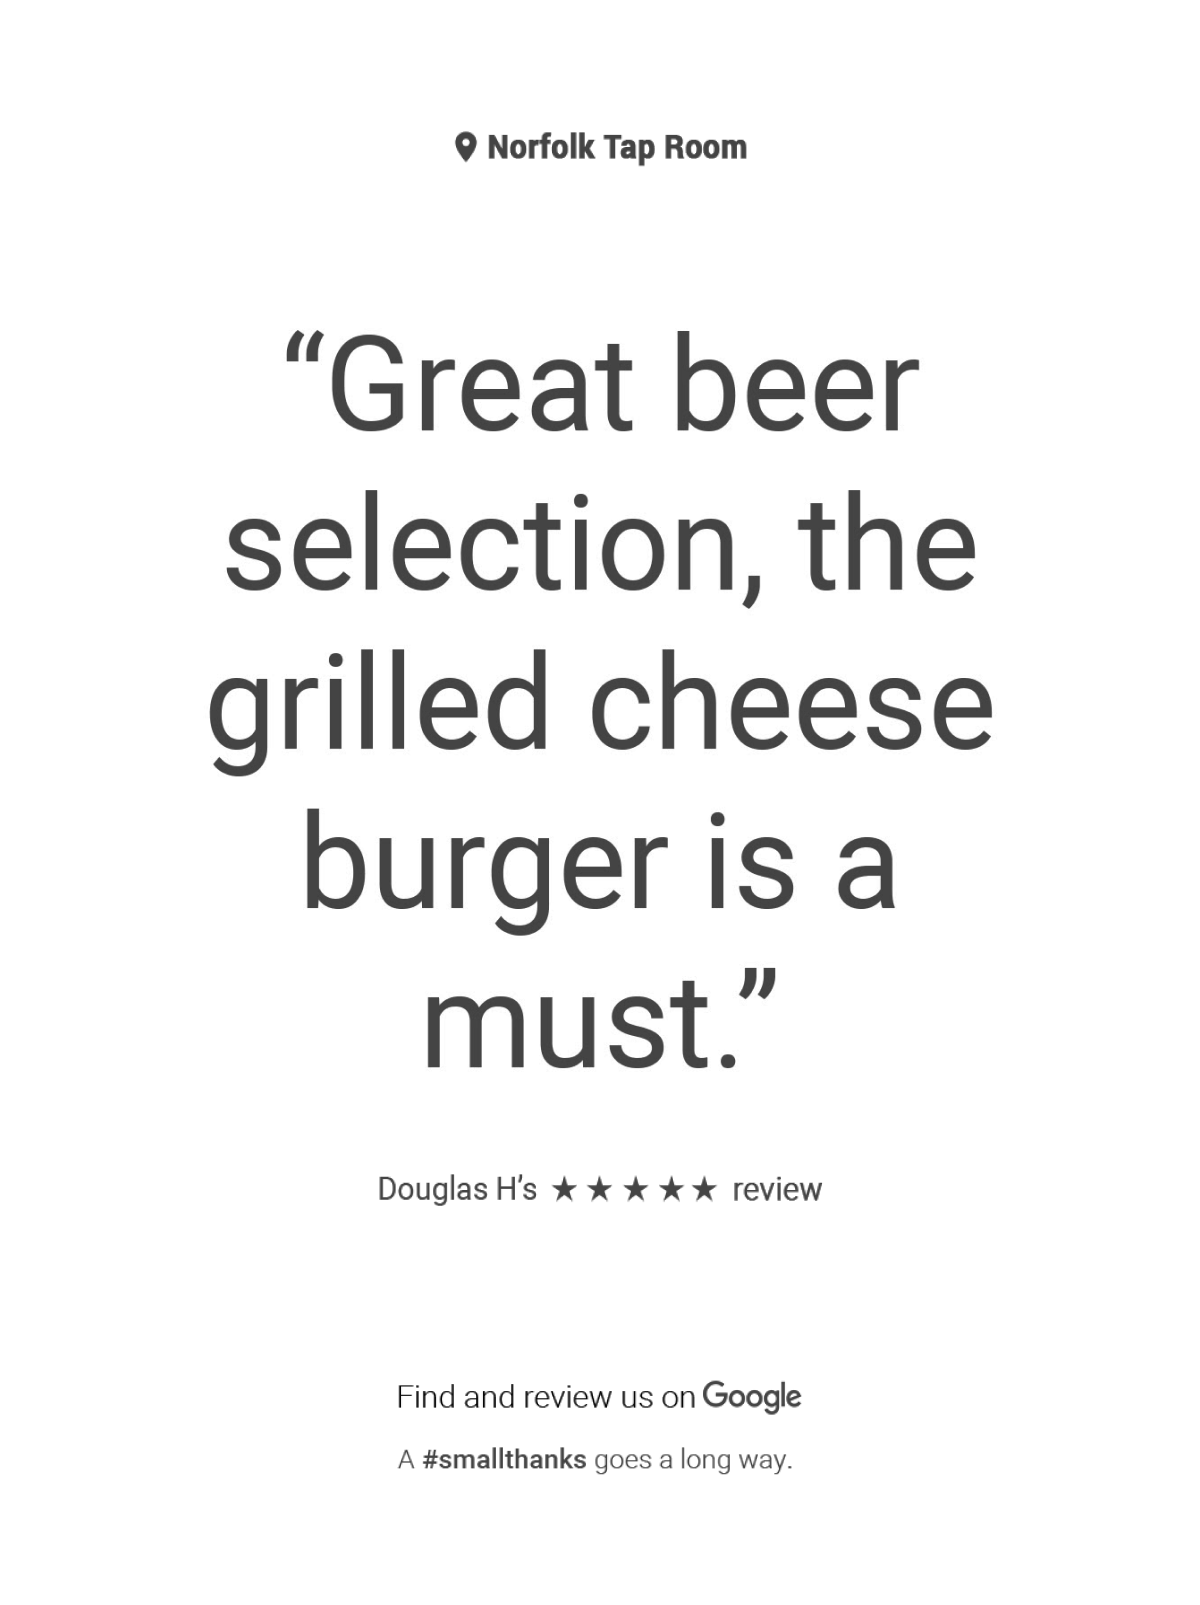 Norfolk Tap Room
“Great beer
selection, the
grilled cheese
burger is a
must.”
Douglas H’s ★ ★ ★ ★ ★ review
Find and review us on Google
A #smallthanks goes a long way.